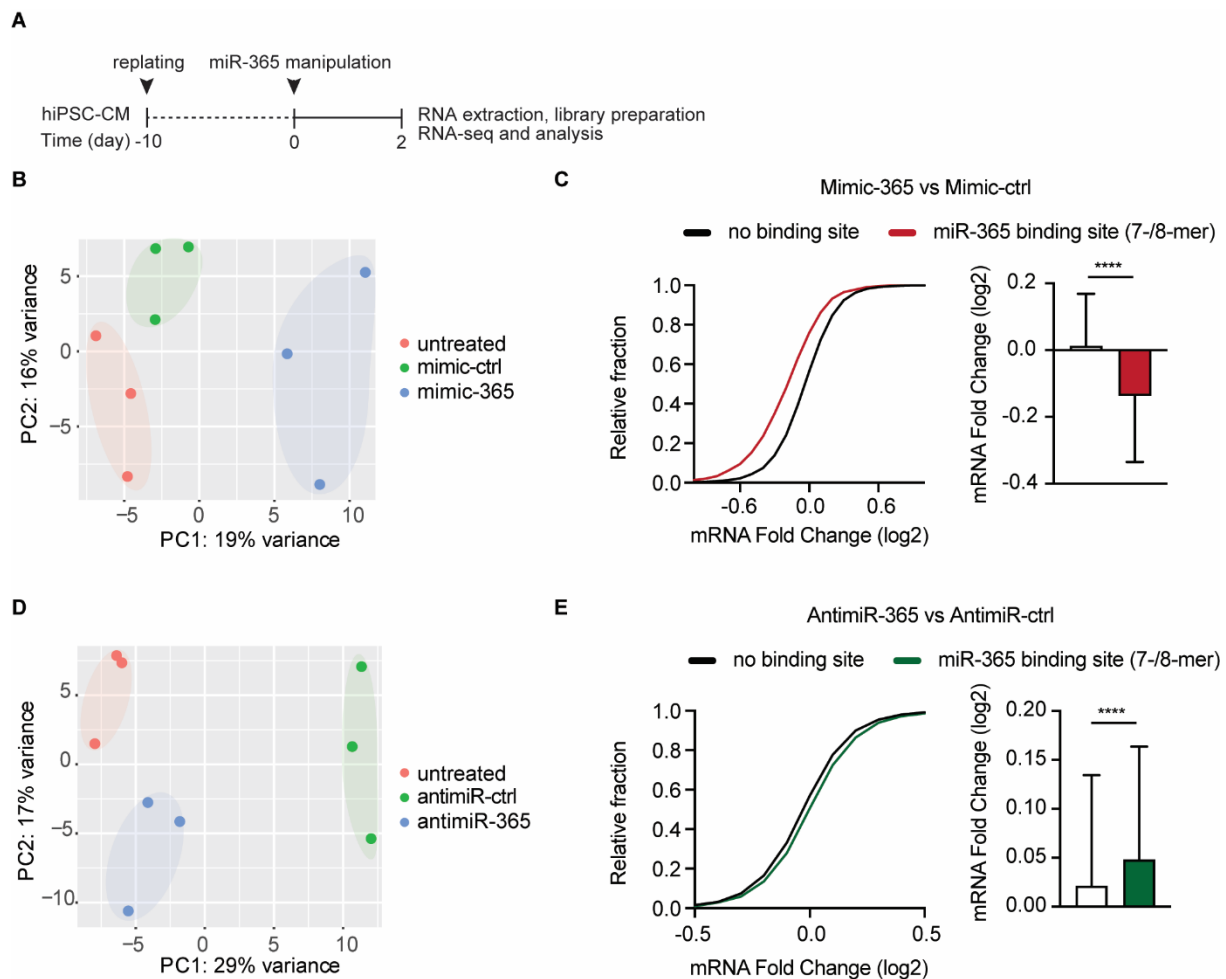 A
replating
miR-365 manipulation
hiPSC-CM
RNA extraction, library preparation
RNA-seq and analysis
Time (day) -10
0
2
B
5
0
−5
PC2: 16% variance
−5
0
5
10
PC1: 19% variance
untreated
mimic-ctrl
mimic-365
C
Mimic-365 vs Mimic-ctrl
no binding site
miR-365 binding site (7-/8-mer)
1.0
0.8
0.6
0.4
0.2
0.0
Relative fraction
-0.6
0.0
0.6
mRNA Fold Change (log2)
****
0.2
0.0
-0.2
-0.4
mRNA Fold Change (log2)
D
5
0
−5
−10
PC2: 17% variance
−5
0
5
10
PC1: 29% variance
untreated
antimiR-ctrl
antimiR-365
E
AntimiR-365 vs AntimiR-ctrl
no binding site
miR-365 binding site (7-/8-mer)
1.0
0.8
0.6
0.4
0.2
0.0
Relative fraction
-0.5
0.0
0.5
mRNA Fold Change (log2)
****
0.20
0.15
0.10
0.05
0.00
mRNA Fold Change (log2)